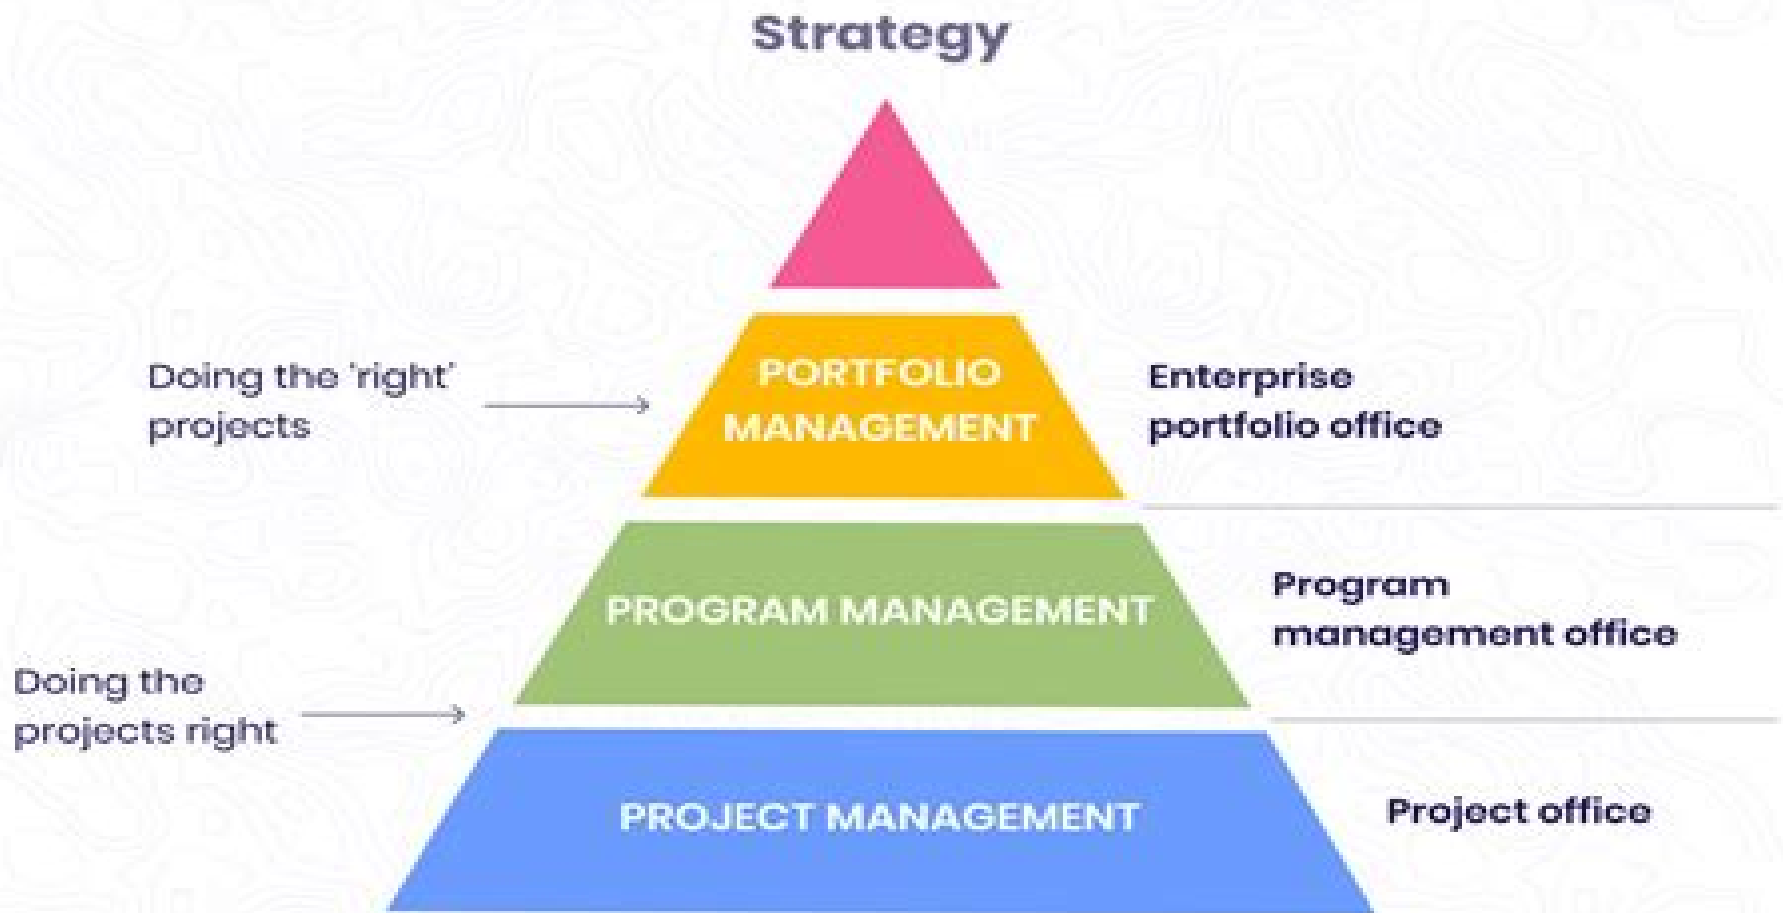 Strategy
Doing the 'right'
projects
PORTFOLIO
MANAGEMENT
Enterprise
portfolio office
PROGRAM MANAGEMENT
Program
management office
Doing the
projects right
PROJECT MANAGEMENT
Project office